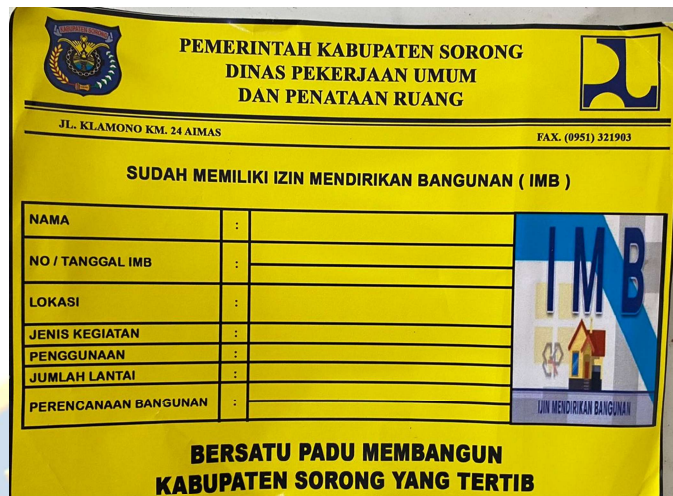 KABUPATEN SORONG
PEMERINTAH KABUPATEN SORONG
DINAS PEKERJAAN UMUM
DAN PENATAAN RUANG
JL. KLAMONO KM. 24 AIMAS
FAX. (0951) 321903
SUDAH MEMILIKI IZIN MENDIRIKAN BANGUNAN ( IMB )
NAMA :
NO / TANGGAL IMB :
LOKASI :
JENIS KEGIATAN :
PENGGUNAAN :
JUMLAH LANTAI :
PERENCANAAN BANGUNAN :
IMB
IJIN MENDIRIKAN BANGUNAN
BERSATU PADU MEMBANGUN
KABUPATEN SORONG YANG TERTIB